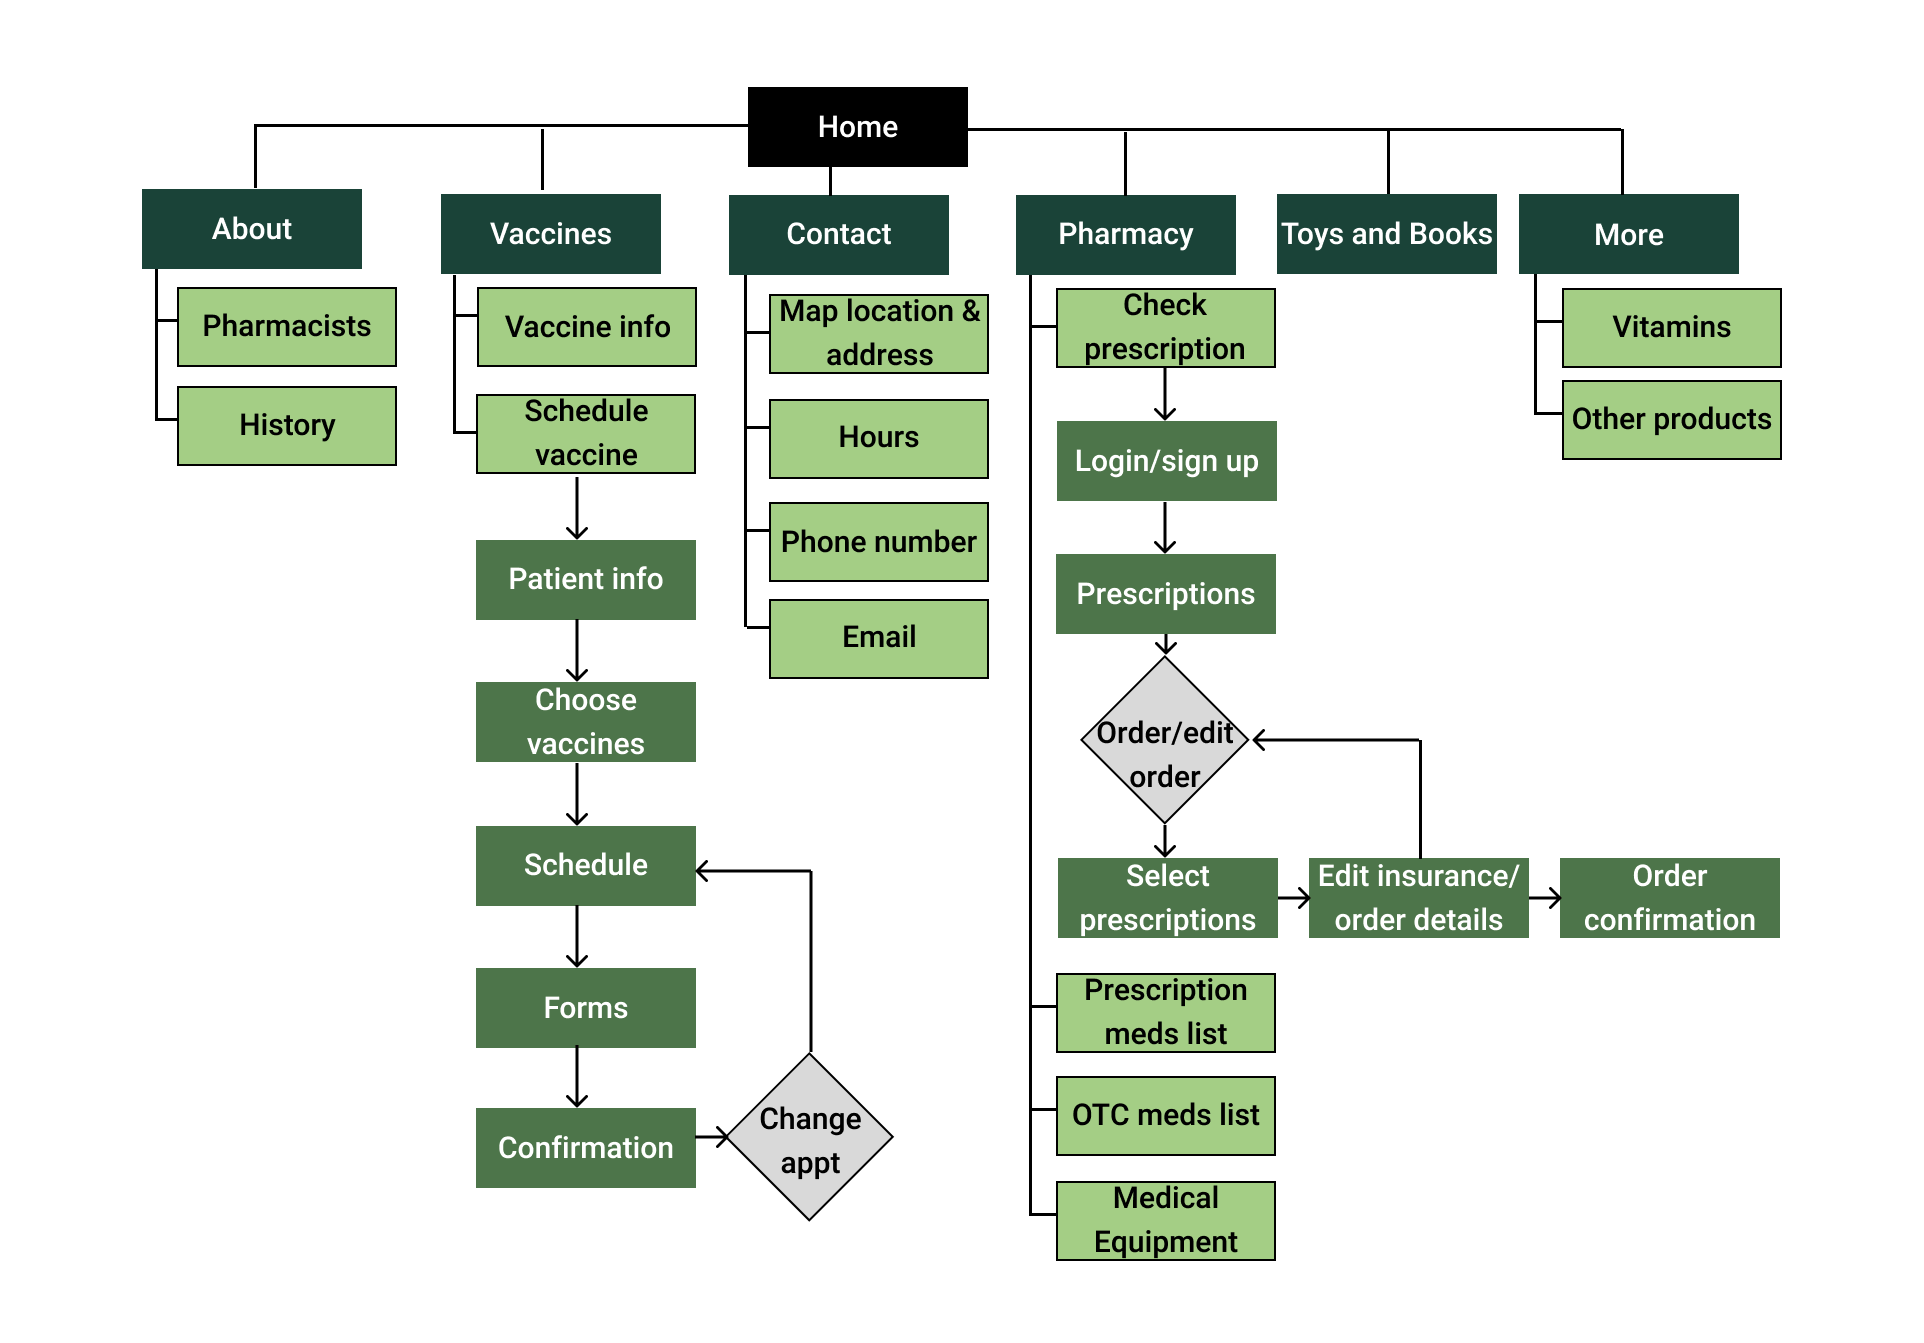 Home
About
Vaccines
Contact
Pharmacy
Toys and Books
More
Pharmacists
History
Vaccine info
Schedule
vaccine
Patient info
Choose
vaccines
Schedule
Forms
Confirmation
Change
appt
Map location &
address
Hours
Phone number
Email
Check
prescription
Login/sign up
Prescriptions
Order/edit
order
Select
prescriptions
Edit insurance/
order details
Order
confirmation
Prescription
meds list
OTC meds list
Medical
Equipment
Vitamins
Other products